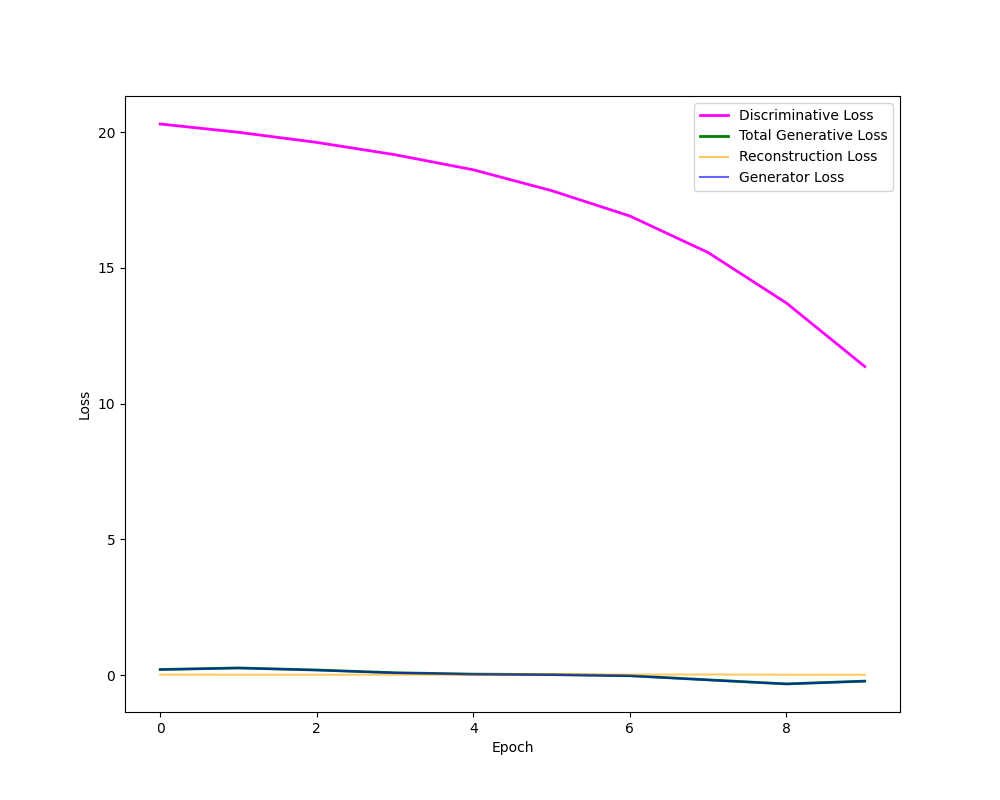 Discriminative Loss
Total Generative Loss
Reconstruction Loss
Generator Loss
20
15
10
5
0
Loss
0 2 4 6 8
Epoch